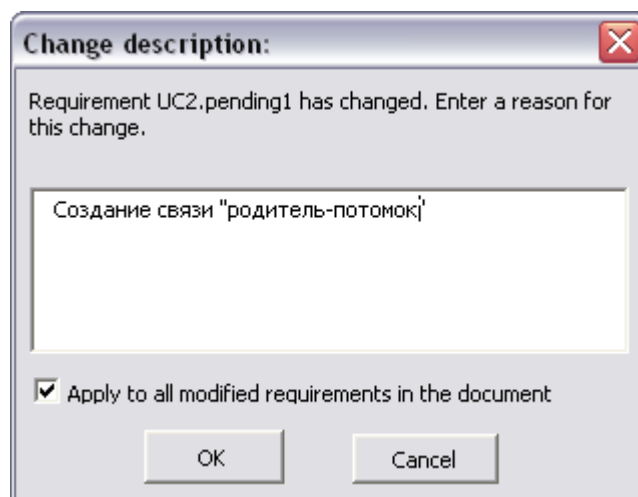 Change description:
Requirement UC2.pending1 has changed. Enter a reason for
this change.
Создание связи "родитель-потомок"
Apply to all modified requirements in the document
OK
Cancel